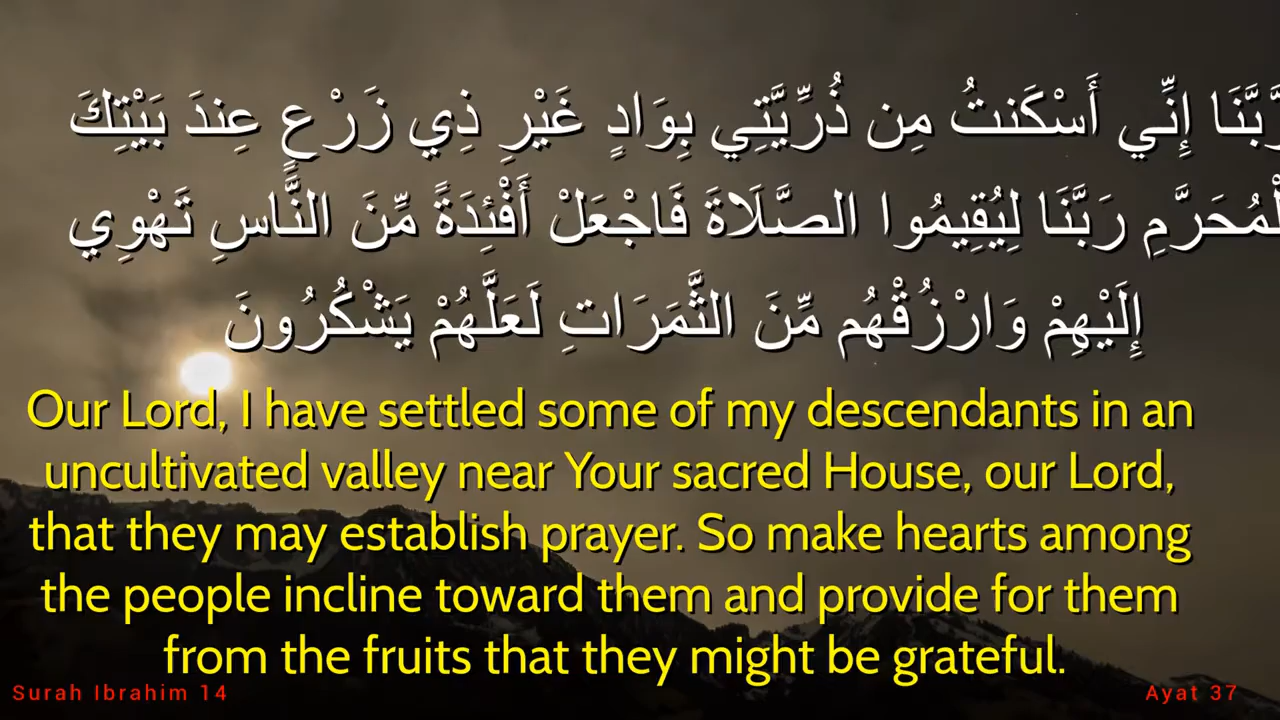 رَّبَّنَا إِنِّي أَسْكَنتُ مِن ذُرِّيَّتِي بِوَادٍ غَيْرِ ذِي زَرْعٍ عِندَ بَيْتِكَ
لْمُحَرَّمِ رَبَّنَا لِيُقِيمُوا الصَّلَاةَ فَاجْعَلْ أَفْئِدَةً مِّنَ النَّاسِ تَهْوِي
إِلَيْهِمْ وَارْزُقْهُم مِّنَ الثَّمَرَاتِ لَعَلَّهُمْ يَشْكُرُونَ
Our Lord, I have settled some of my descendants in an
uncultivated valley near Your sacred House, our Lord,
that they may establish prayer. So make hearts among
the people incline toward them and provide for them
from the fruits that they might be grateful.
Surah Ibrahim 14
Ayat 37